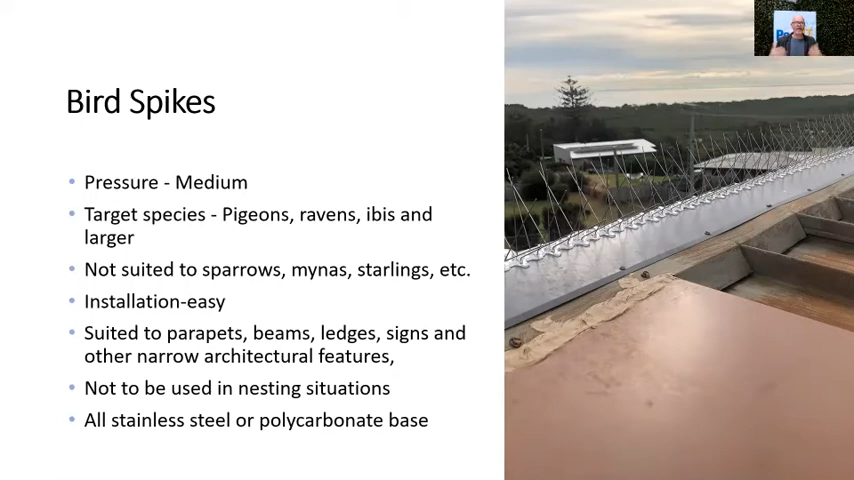 Bird Spikes
Pressure - Medium
Target species - Pigeons, ravens, ibis and
larger
Not suited to sparrows, mynas, starlings, etc.
Installation-easy
Suited to parapets, beams, ledges, signs and
other narrow architectural features,
Not to be used in nesting situations
All stainless steel or polycarbonate base